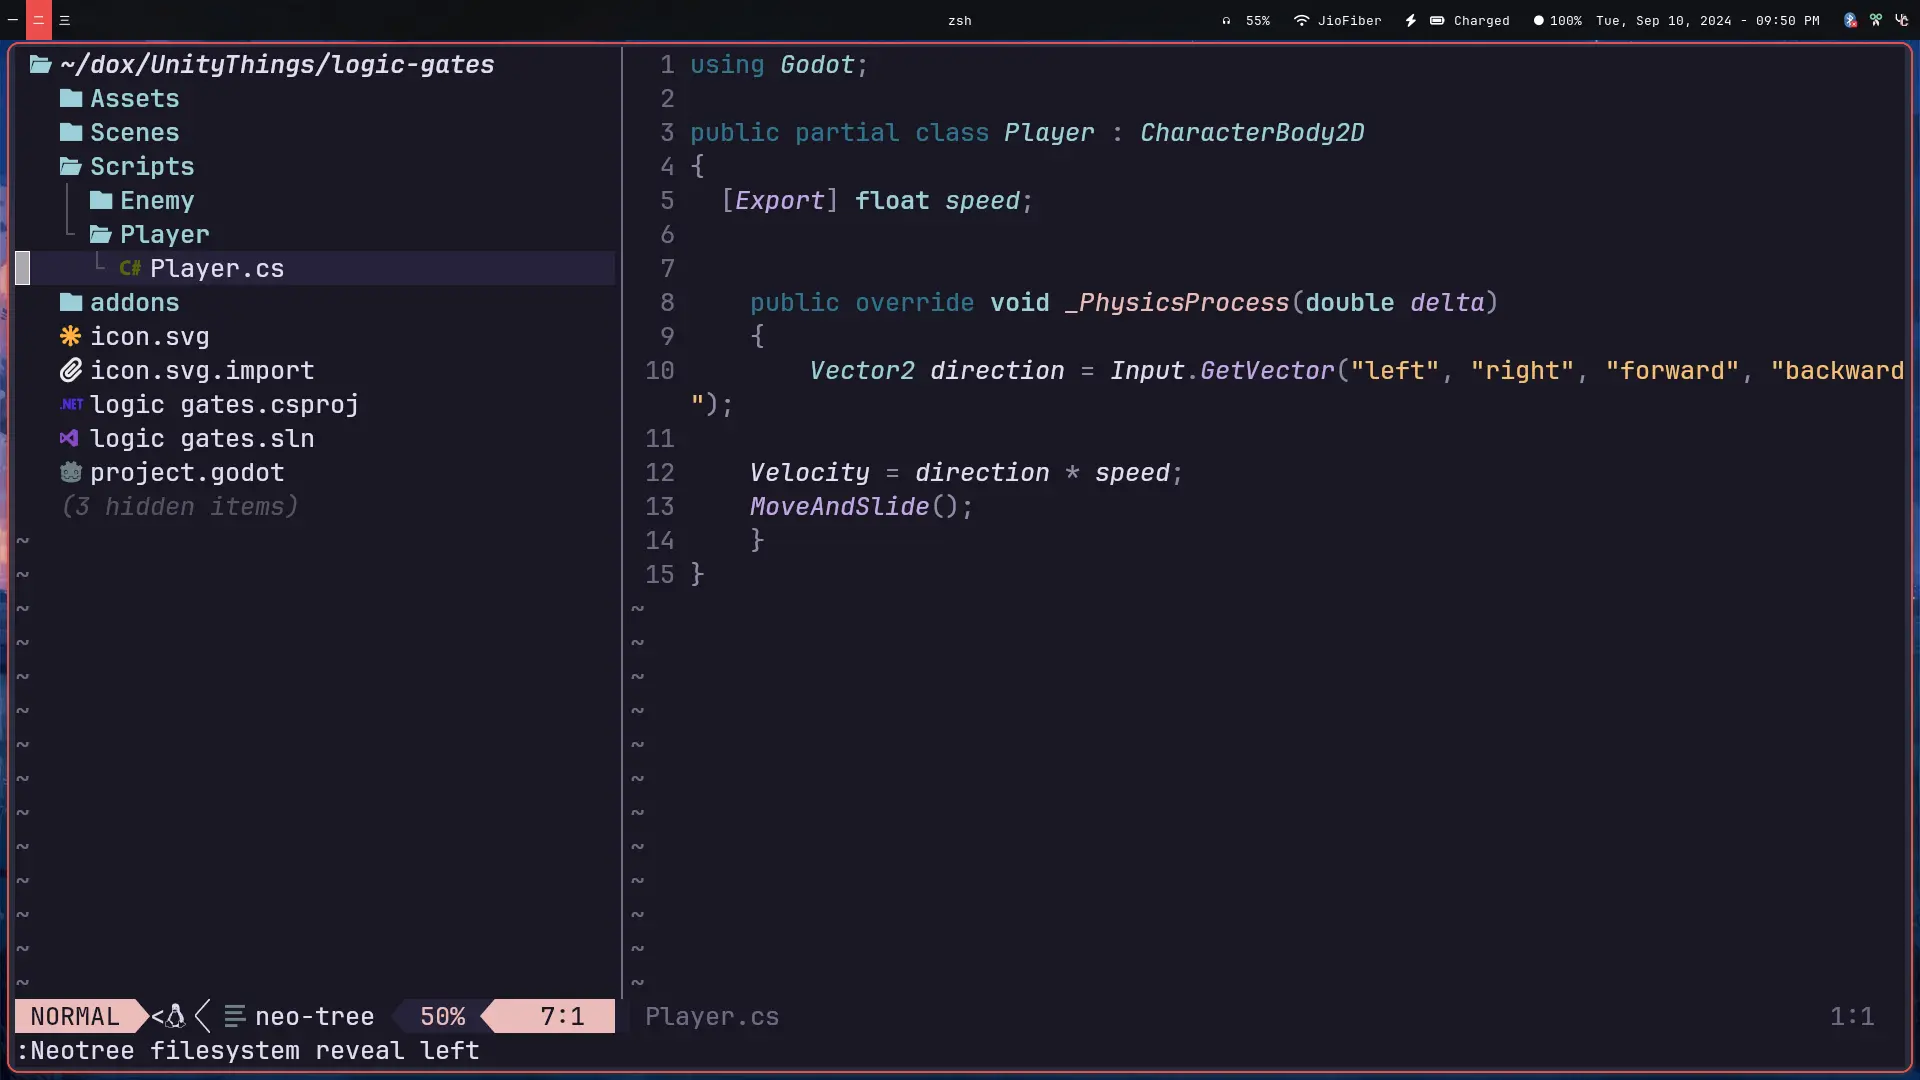 一 二 三 zsh 55% JioFiber Charged 100% Tue, Sep 10, 2024 - 09:50 PM
~/dox/UnityThings/logic-gates
Assets
Scenes
Scripts
Enemy
Player
C# Player.cs
addons
icon.svg
icon.svg.import
.NET logic gates.csproj
logic gates.sln
project.godot
(3 hidden items)
~
~
~
~
~
~
~
~
~
~
~
~
~
~
1 using Godot;
2
3 public partial class Player : CharacterBody2D
4 {
5 [Export] float speed;
6
7
8 public override void _PhysicsProcess(double delta)
9 {
10 Vector2 direction = Input.GetVector("left", "right", "forward", "backward
");
11
12 Velocity = direction * speed;
13 MoveAndSlide();
14 }
15 }
~
~
~
~
~
~
~
~
~
~
~
~
NORMAL < neo-tree 50% 7:1 Player.cs 1:1
:Neotree filesystem reveal left